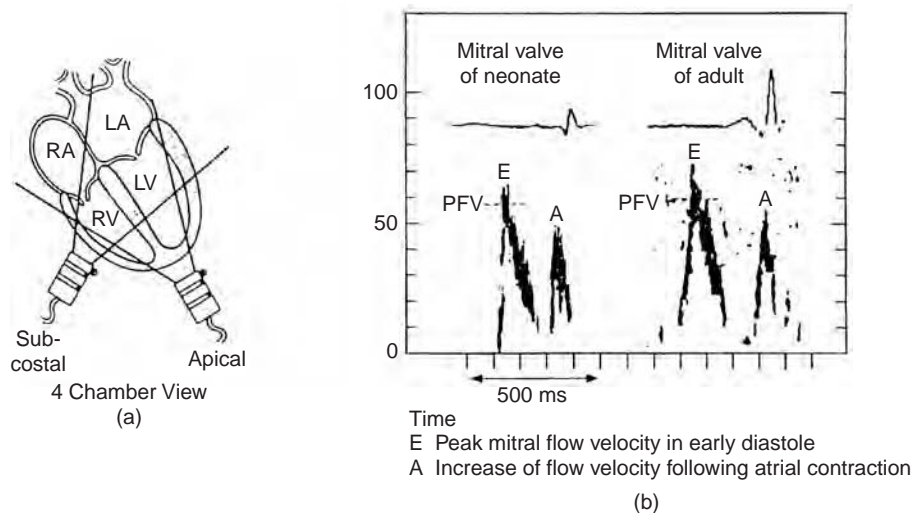 LA
RA
LV
RV
Sub-
costal
Apical
4 Chamber View
(a)
Mitral valve
of neonate
Mitral valve
of adult
100
50
0
E
PFV
A
E
PFV
A
500 ms
Time
E Peak mitral flow velocity in early diastole
A Increase of flow velocity following atrial contraction
(b)